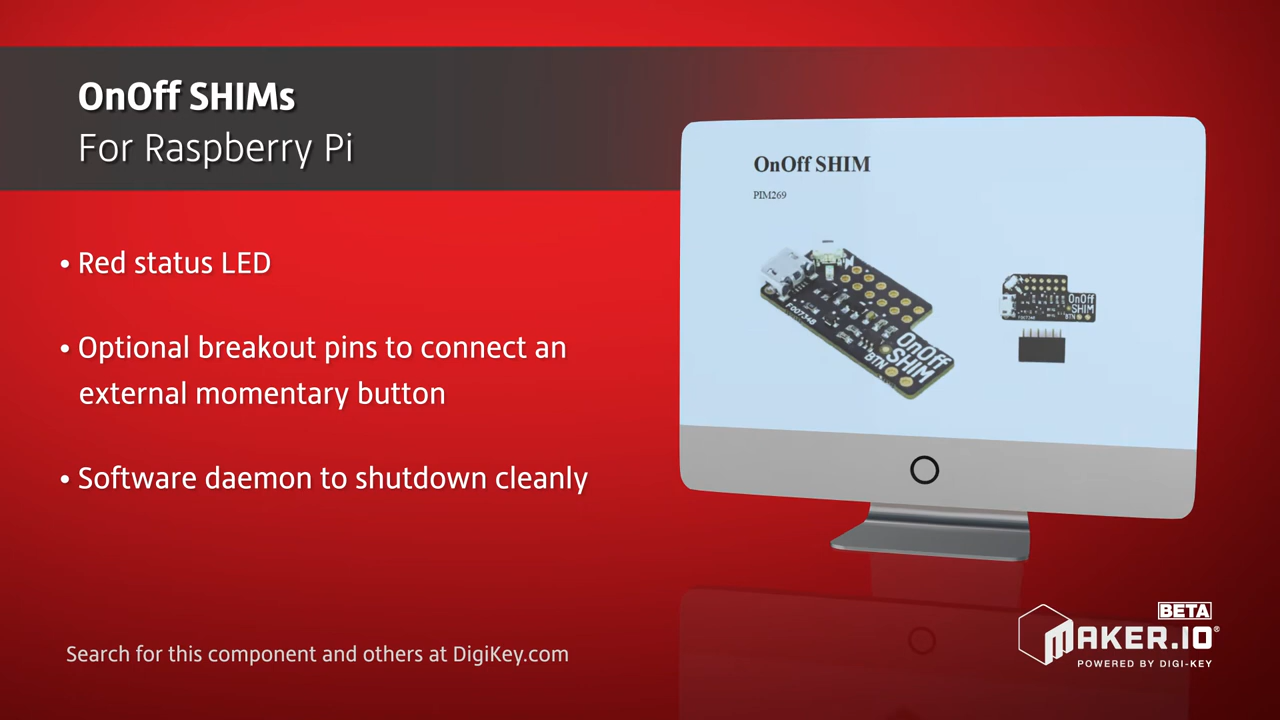 OnOff SHIMs
For Raspberry Pi
• Red status LED
• Optional breakout pins to connect an
external momentary button
• Software daemon to shutdown cleanly
Search for this component and others at DigiKey.com
OnOff SHIM
PIM269
F007348
BTN
OnOff
SHIM
OnOff
SHIM
BTN
BETA
MAKER.IO®
POWERED BY DIGI-KEY